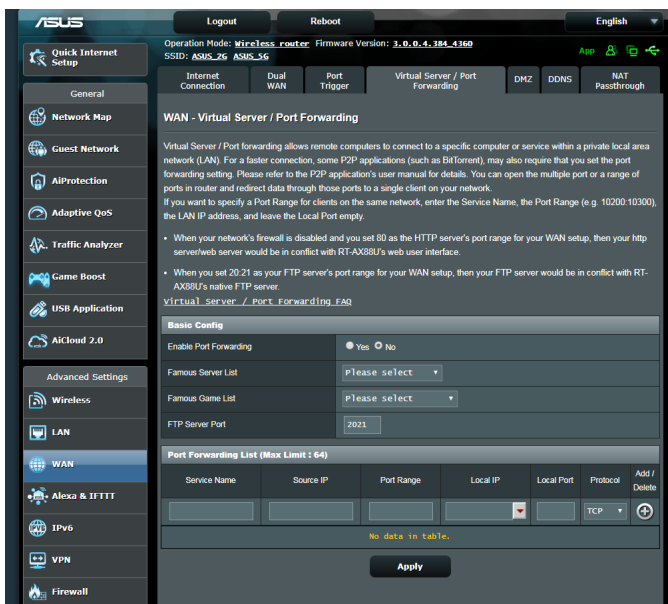 ASUS
Logout
Reboot
English
Operation Mode: Wireless router Firmware Version: 3.0.0.4.384_4360
SSID: ASUS_2G ASUS_5G
App
Quick Internet
Setup
General
Network Map
Guest Network
AiProtection
Adaptive QoS
Traffic Analyzer
Game Boost
USB Application
AiCloud 2.0
Advanced Settings
Wireless
LAN
WAN
Alexa & IFTTT
IPv6
VPN
Firewall
Internet
Connection
Dual
WAN
Port
Trigger
Virtual Server / Port
Forwarding
DMZ
DDNS
NAT
Passthrough
WAN - Virtual Server / Port Forwarding
Virtual Server / Port forwarding allows remote computers to connect to a specific computer or service within a private local area
network (LAN). For a faster connection, some P2P applications (such as BitTorrent), may also require that you set the port
forwarding setting. Please refer to the P2P application's user manual for details. You can open the multiple port or a range of
ports in router and redirect data through those ports to a single client on your network.
If you want to specify a Port Range for clients on the same network, enter the Service Name, the Port Range (e.g. 10200:10300),
the LAN IP address, and leave the Local Port empty.
• When your network's firewall is disabled and you set 80 as the HTTP server's port range for your WAN setup, then your http
server/web server would be in conflict with RT-AX88U's web user interface.
• When you set 20:21 as your FTP server's port range for your WAN setup, then your FTP server would be in conflict with RT-
AX88U's native FTP server.
Virtual Server / Port Forwarding FAQ
Basic Config
Enable Port Forwarding
Yes No
Famous Server List
Please select
Famous Game List
Please select
FTP Server Port
2021
Port Forwarding List (Max Limit : 64)
Service Name
Source IP
Port Range
Local IP
Local Port
Protocol
Add /
Delete
TCP
No data in table.
Apply